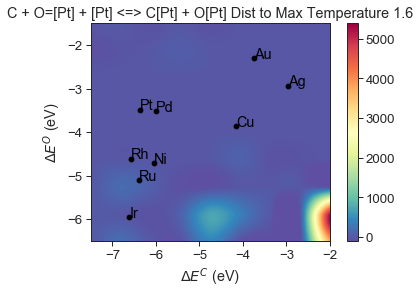 C + O=[Pt] + [Pt] <=> C[Pt] + O[Pt] Dist to Max Temperature 1.6
−2
−3
−4
−5
−6
ΔE^O (eV)
Au
Ag
Pt
Pd
Cu
Rh
Ni
Ru
Ir
−7
−6
−5
−4
−3
−2
ΔE^C (eV)
5000
4000
3000
2000
1000
0